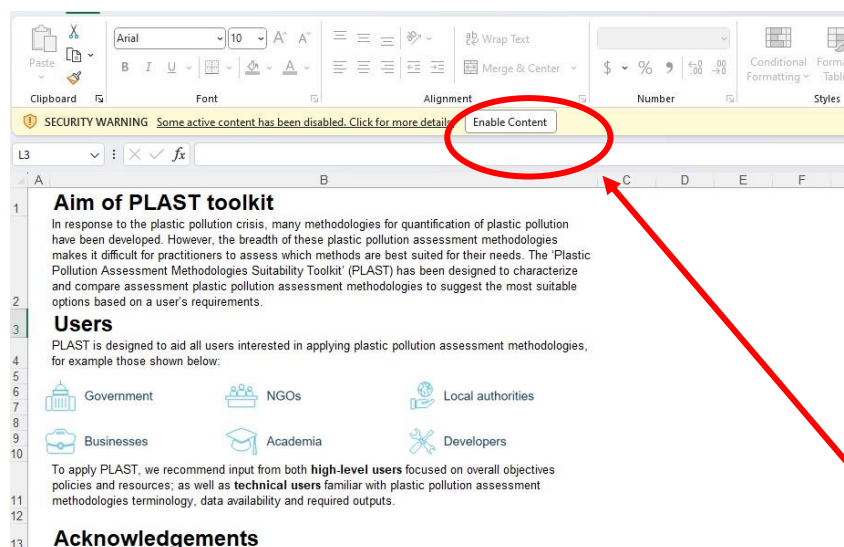 Arial
10
A^ A˅
ab Wrap Text
Paste
B I U
A
Merge & Center
$ % 9
Conditional
Formatting
Forma
Table
Clipboard
Font
Alignment
Number
Styles
SECURITY WARNING Some active content has been disabled. Click for more details
Enable Content
L3
fx
A B C D E F
1 Aim of PLAST toolkit
In response to the plastic pollution crisis, many methodologies for quantification of plastic pollution
have been developed. However, the breadth of these plastic pollution assessment methodologies
makes it difficult for practitioners to assess which methods are best suited for their needs. The ‘Plastic
Pollution Assessment Methodologies Suitability Toolkit’ (PLAST) has been designed to characterize
and compare assessment plastic pollution assessment methodologies to suggest the most suitable
2 options based on a user’s requirements.
3 Users
PLAST is designed to aid all users interested in applying plastic pollution assessment methodologies,
4 for example those shown below:
5
6
Government NGOs Local authorities
7
8
9 Businesses Academia Developers
10
To apply PLAST, we recommend input from both high-level users focused on overall objectives
policies and resources; as well as technical users familiar with plastic pollution assessment
11 methodologies terminology, data availability and required outputs.
12
13 Acknowledgements